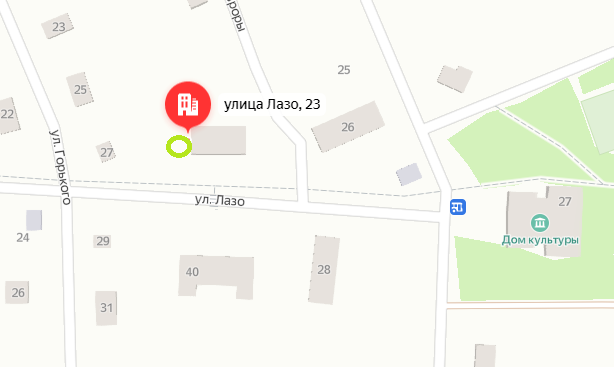 23
роры
25
25
улица Лазо, 23
22
26
27
ул. Горького
ул. Лазо
27
Дом культуры
24
29
40
28
26
31